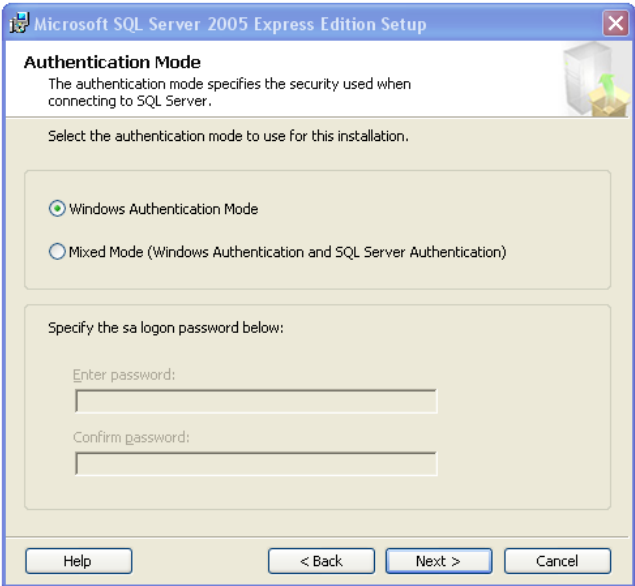 Microsoft SQL Server 2005 Express Edition Setup
Authentication Mode
The authentication mode specifies the security used when
connecting to SQL Server.
Select the authentication mode to use for this installation.
Windows Authentication Mode
Mixed Mode (Windows Authentication and SQL Server Authentication)
Specify the sa logon password below:
Enter password:
Confirm password:
Help
< Back
Next >
Cancel